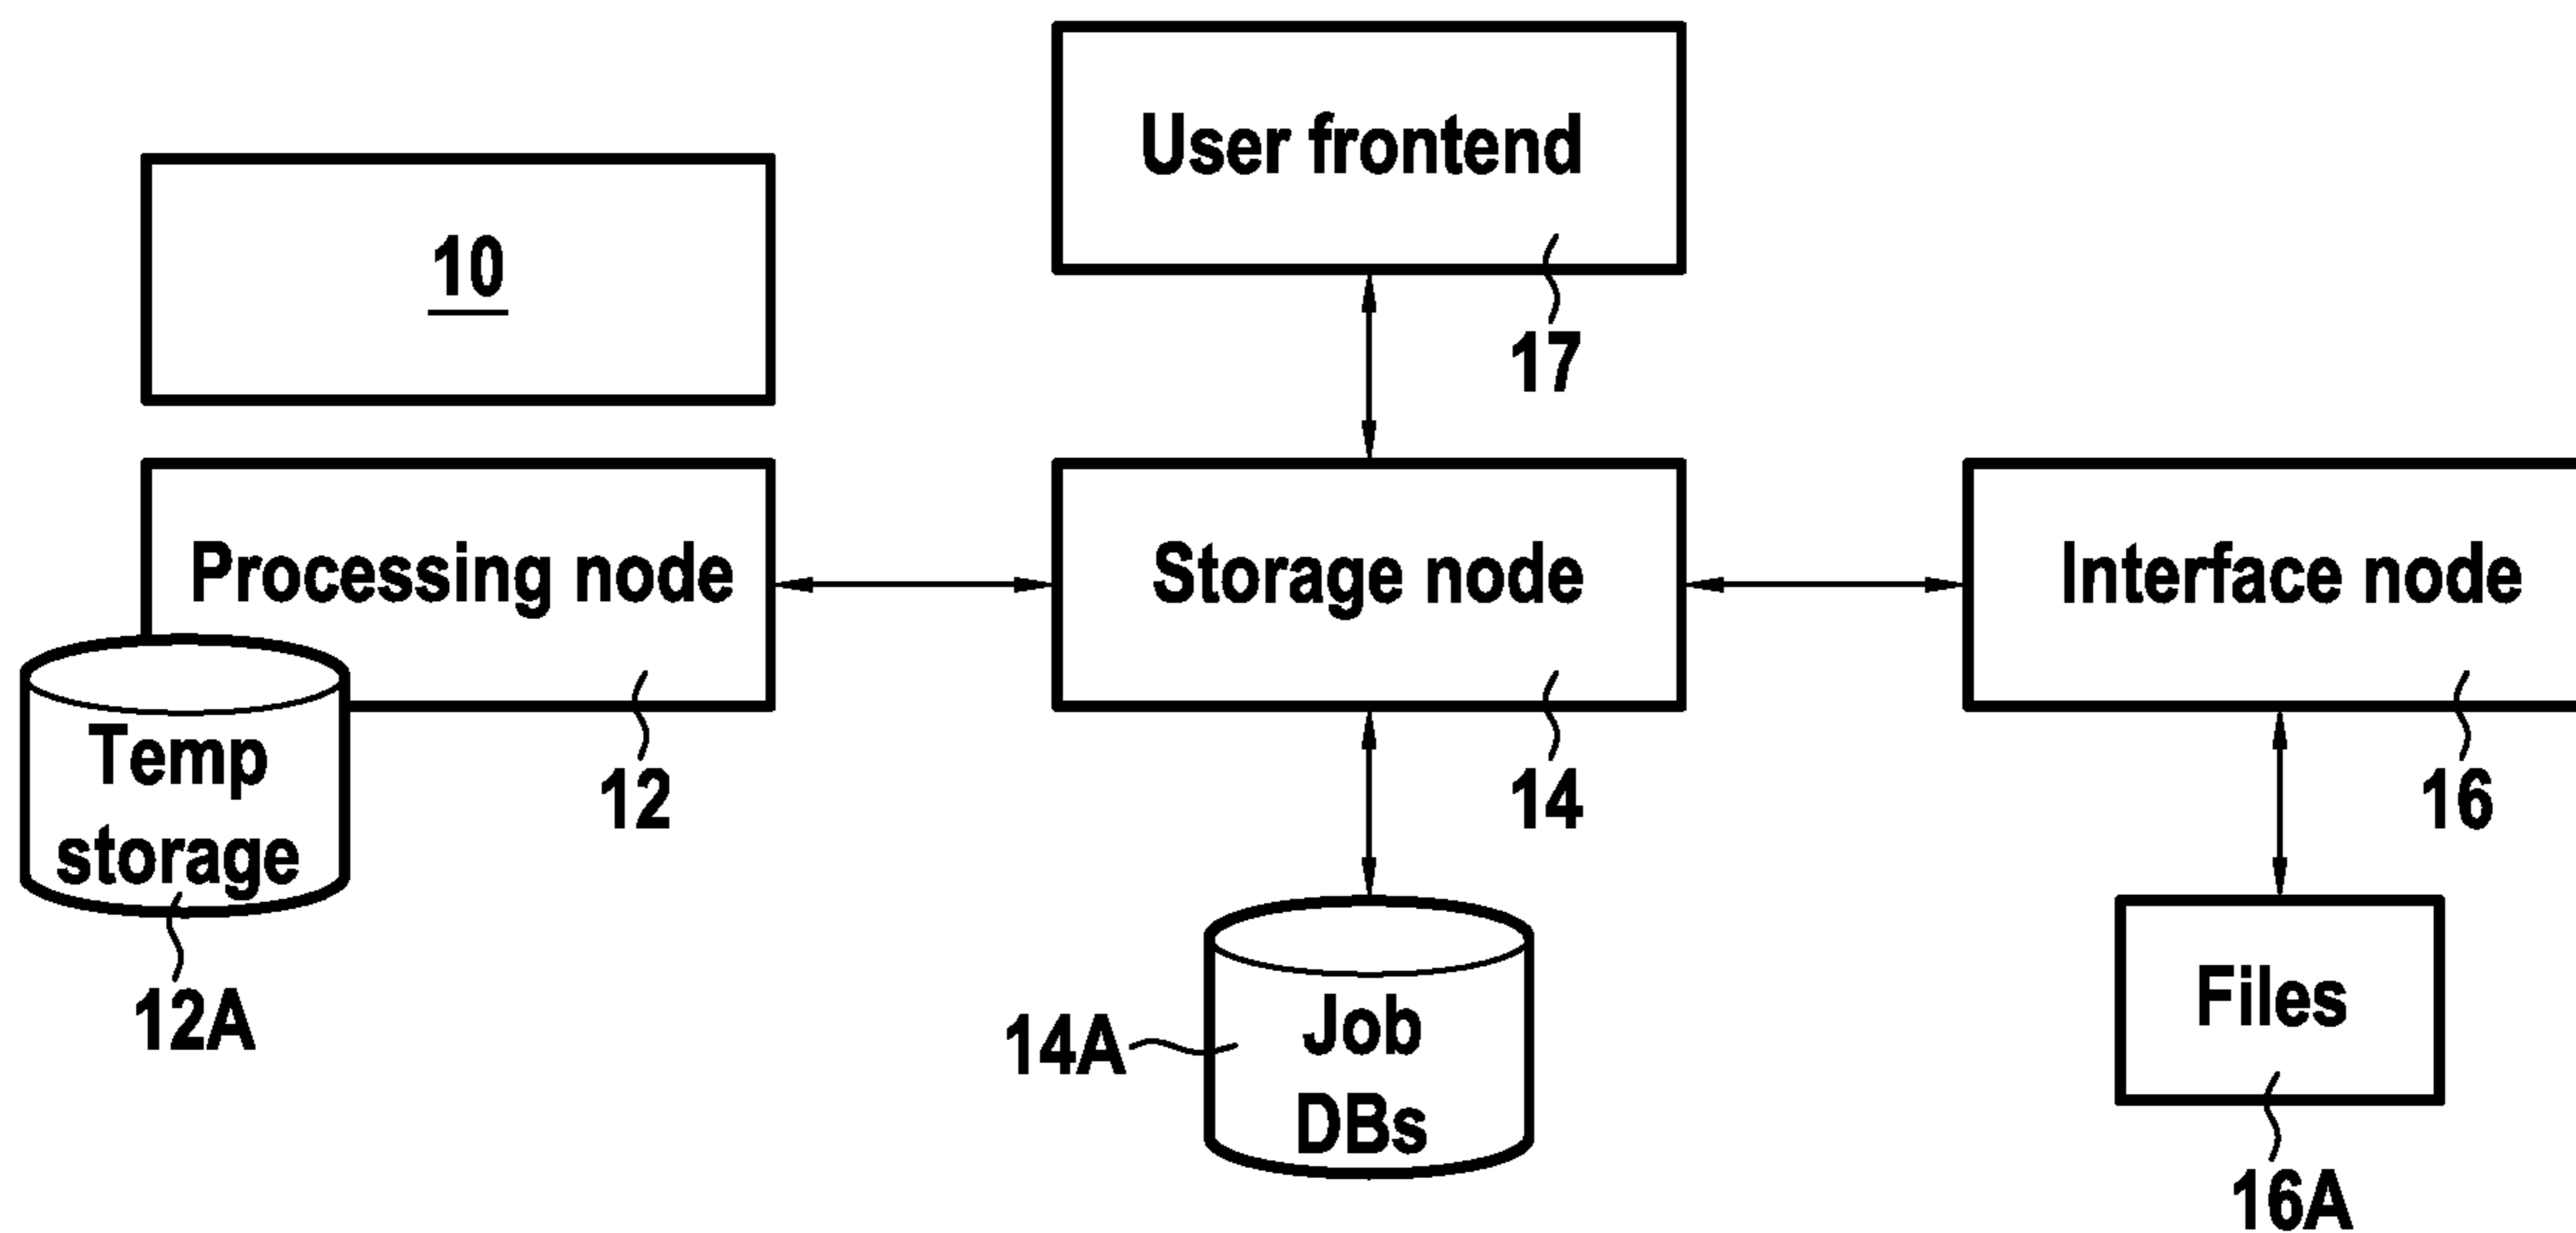 User frontend
10
17
Processing node
Storage node
Interface node
Temp
storage
12
14
16
12A
14A
Job
DBs
Files
16A